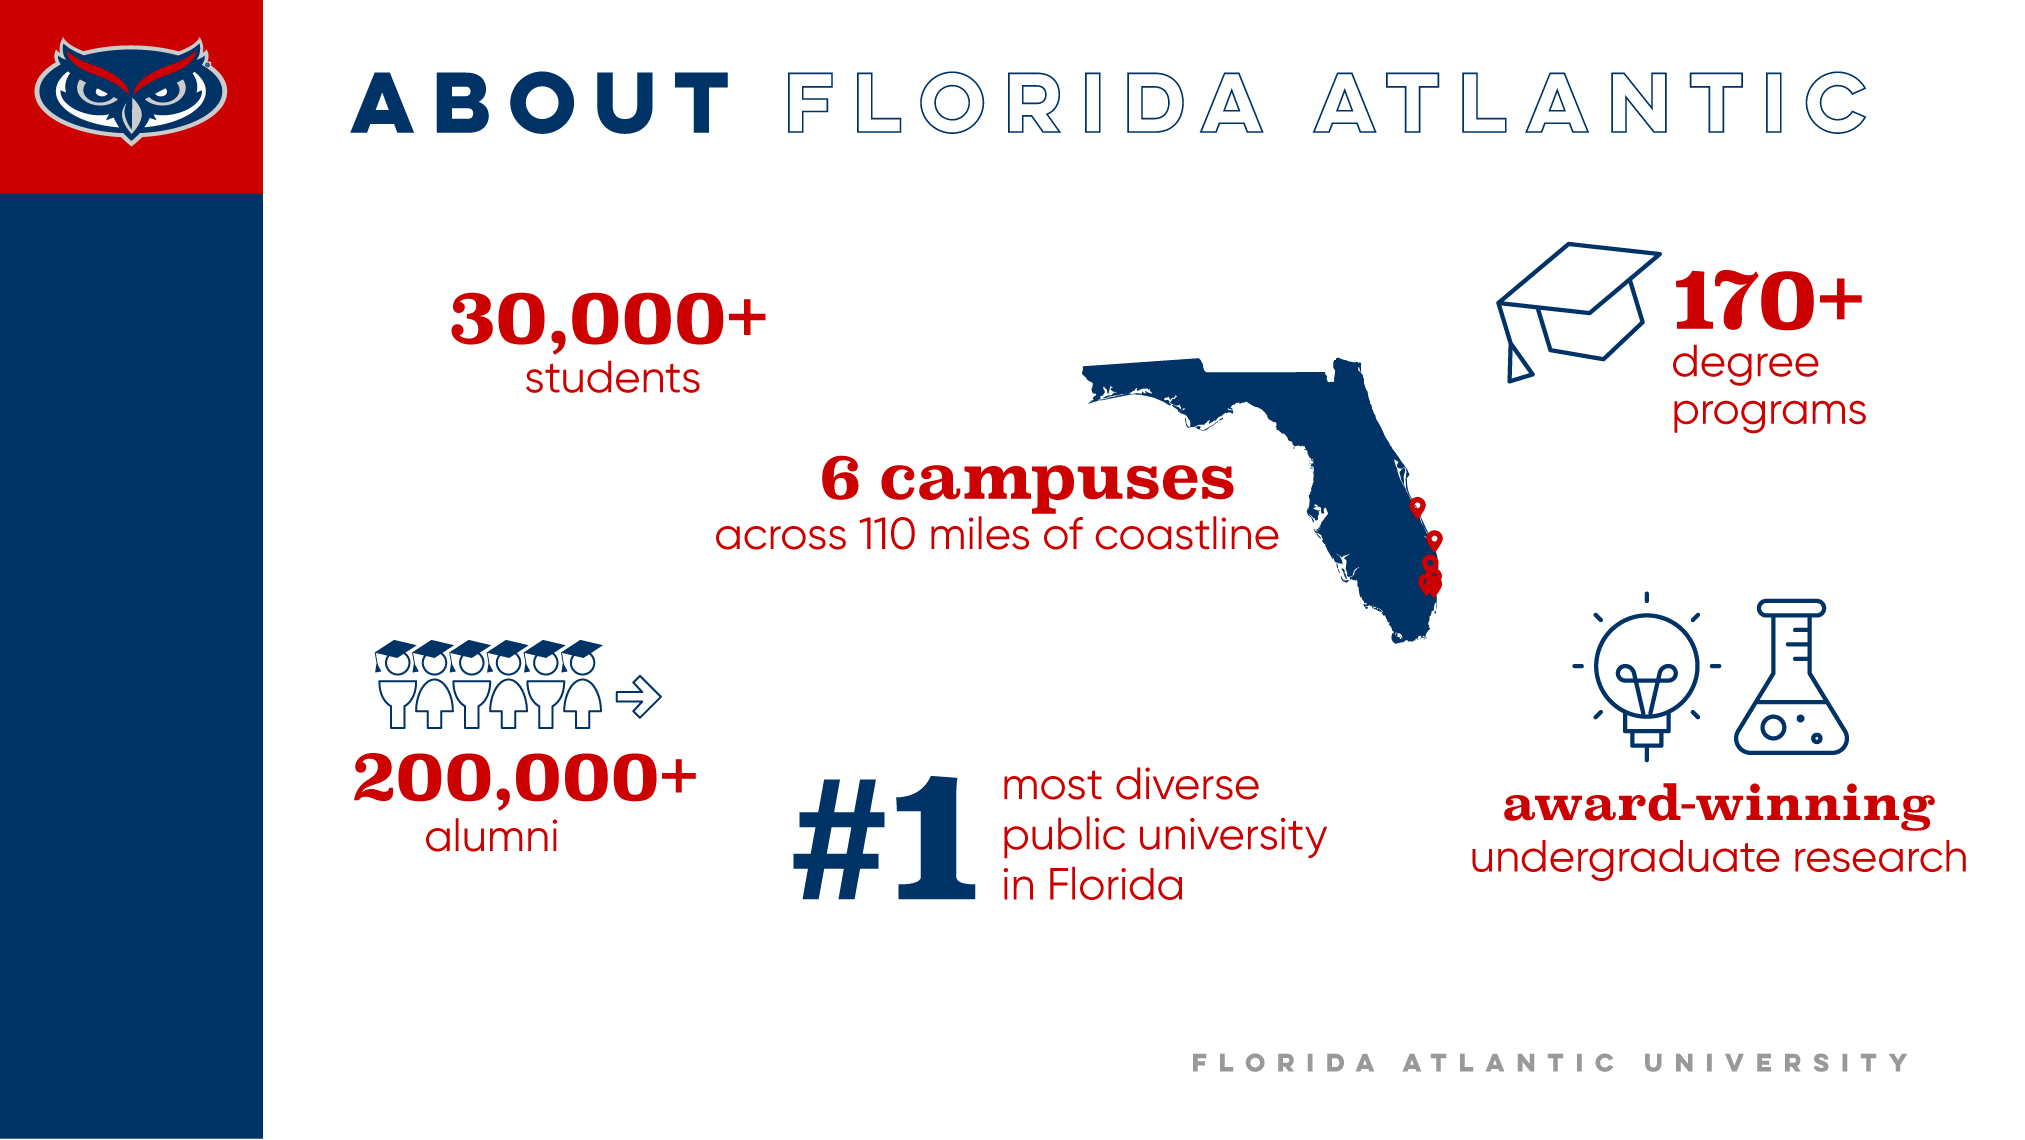 ABOUT FLORIDA ATLANTIC
30,000+
students
170+
degree
programs
6 campuses
across 110 miles of coastline
200,000+
alumni
#1
most diverse
public university
in Florida
award-winning
undergraduate research
FLORIDA ATLANTIC UNIVERSITY